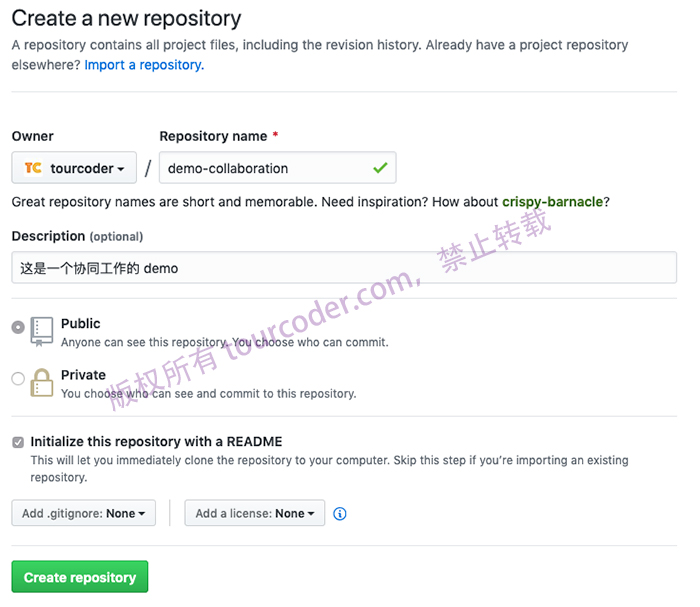 Create a new repository
A repository contains all project files, including the revision history. Already have a project repository
elsewhere? Import a repository.
Owner
Repository name *
TC tourcoder / demo-collaboration
Great repository names are short and memorable. Need inspiration? How about crispy-barnacle?
Description (optional)
这是一个协同工作的 demo
Public
Anyone can see this repository. You choose who can commit.
Private
You choose who can see and commit to this repository.
Initialize this repository with a README
This will let you immediately clone the repository to your computer. Skip this step if you’re importing an existing
repository.
Add .gitignore: None
Add a license: None
Create repository
版权所有 tourcoder.com，禁止转载